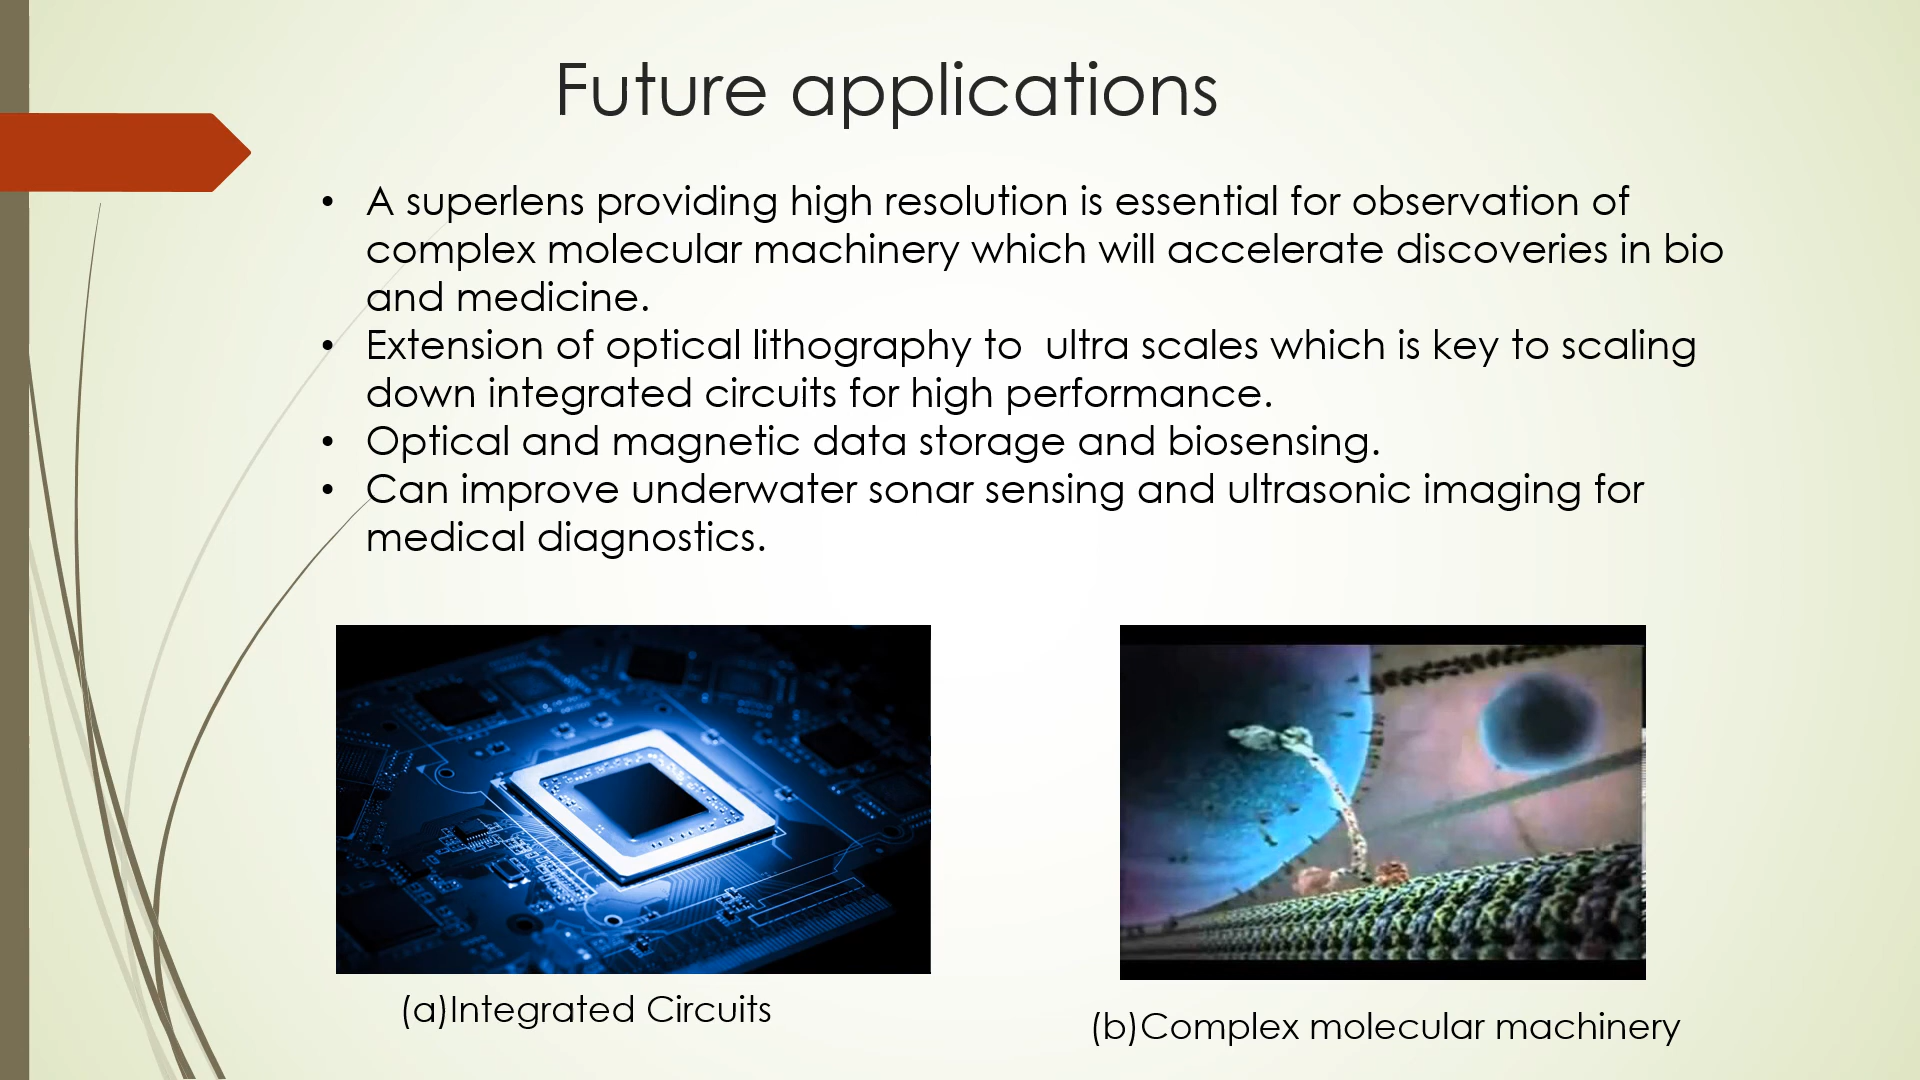 Future applications
• A superlens providing high resolution is essential for observation of
complex molecular machinery which will accelerate discoveries in bio
and medicine.
• Extension of optical lithography to  ultra scales which is key to scaling
down integrated circuits for high performance.
• Optical and magnetic data storage and biosensing.
• Can improve underwater sonar sensing and ultrasonic imaging for
medical diagnostics.
(a)Integrated Circuits
(b)Complex molecular machinery